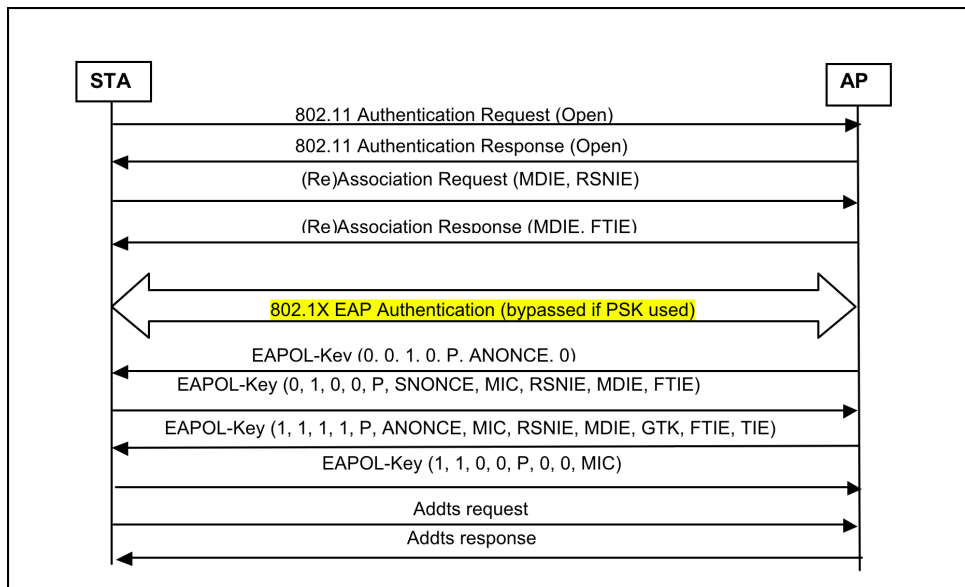 STA
AP
802.11 Authentication Request (Open)
802.11 Authentication Response (Open)
(Re)Association Request (MDIE, RSNIE)
(Re)Association Response (MDIE, FTIE)
802.1X EAP Authentication (bypassed if PSK used)
EAPOL-Key (0, 0, 1, 0, P, ANONCE, 0)
EAPOL-Key (0, 1, 0, 0, P, SNONCE, MIC, RSNIE, MDIE, FTIE)
EAPOL-Key (1, 1, 1, 1, P, ANONCE, MIC, RSNIE, MDIE, GTK, FTIE, TIE)
EAPOL-Key (1, 1, 0, 0, P, 0, 0, MIC)
Addts request
Addts response